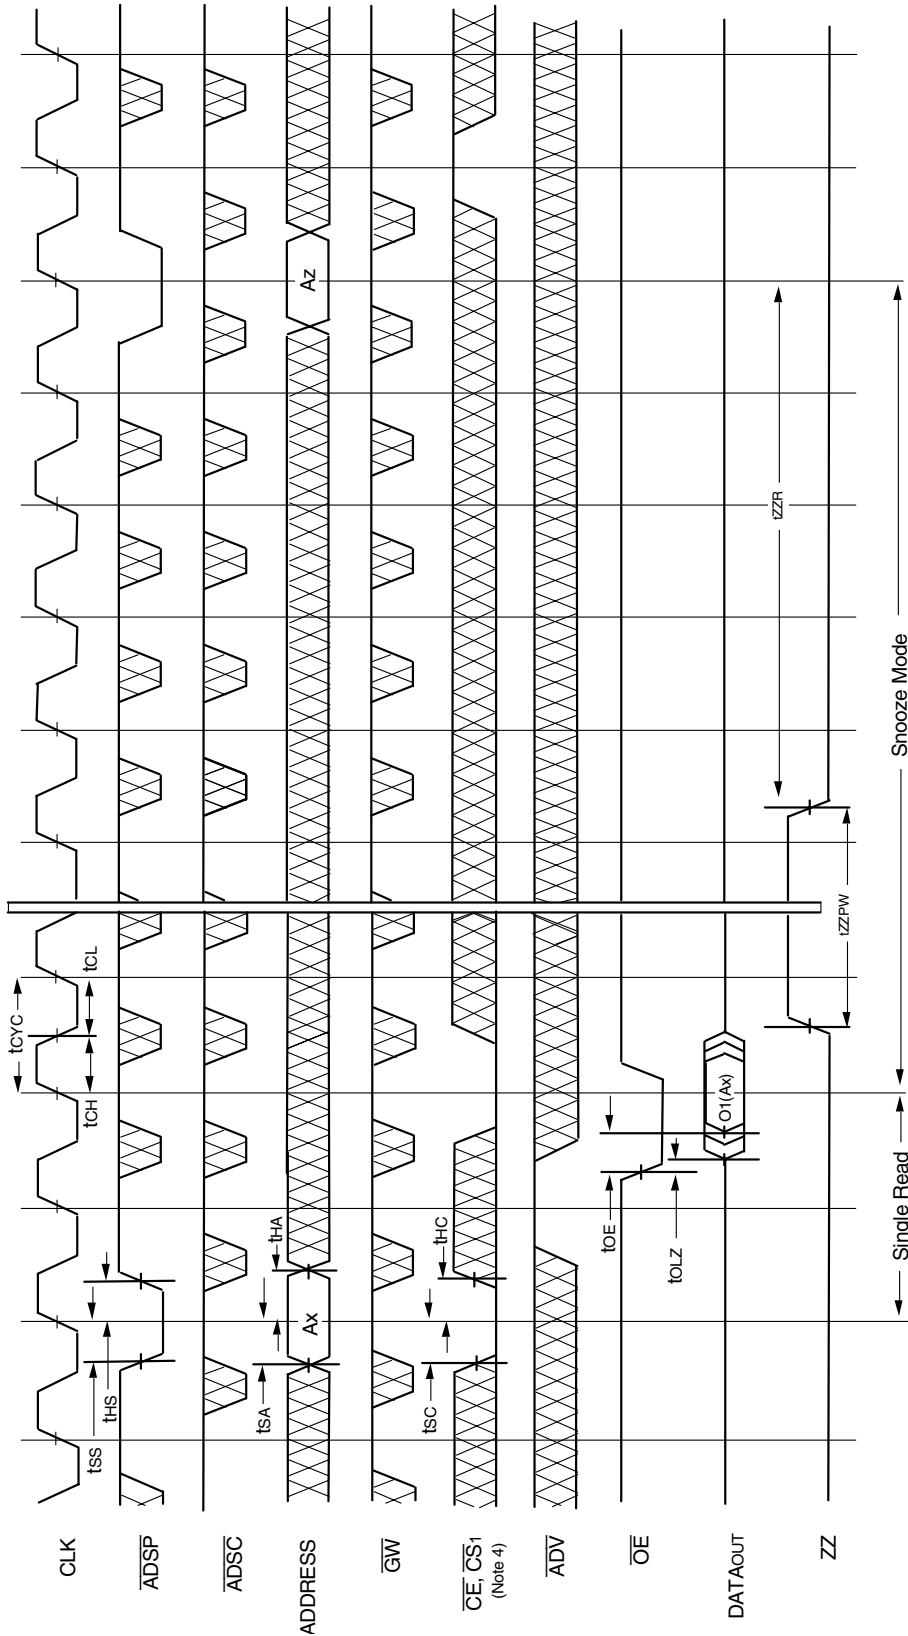 tCYC
tCH
tCL
tSS
tHS
CLK
ADSP
ADSC
tSA
tHA
ADDRESS
Ax
Az
GW
tSC
tHC
CE, CS1
(Note 4)
ADV
OE
tOE
tOLZ
DATAOUT
O1(Ax)
tZZR
ZZ
tZZPW
Single Read
Snooze Mode